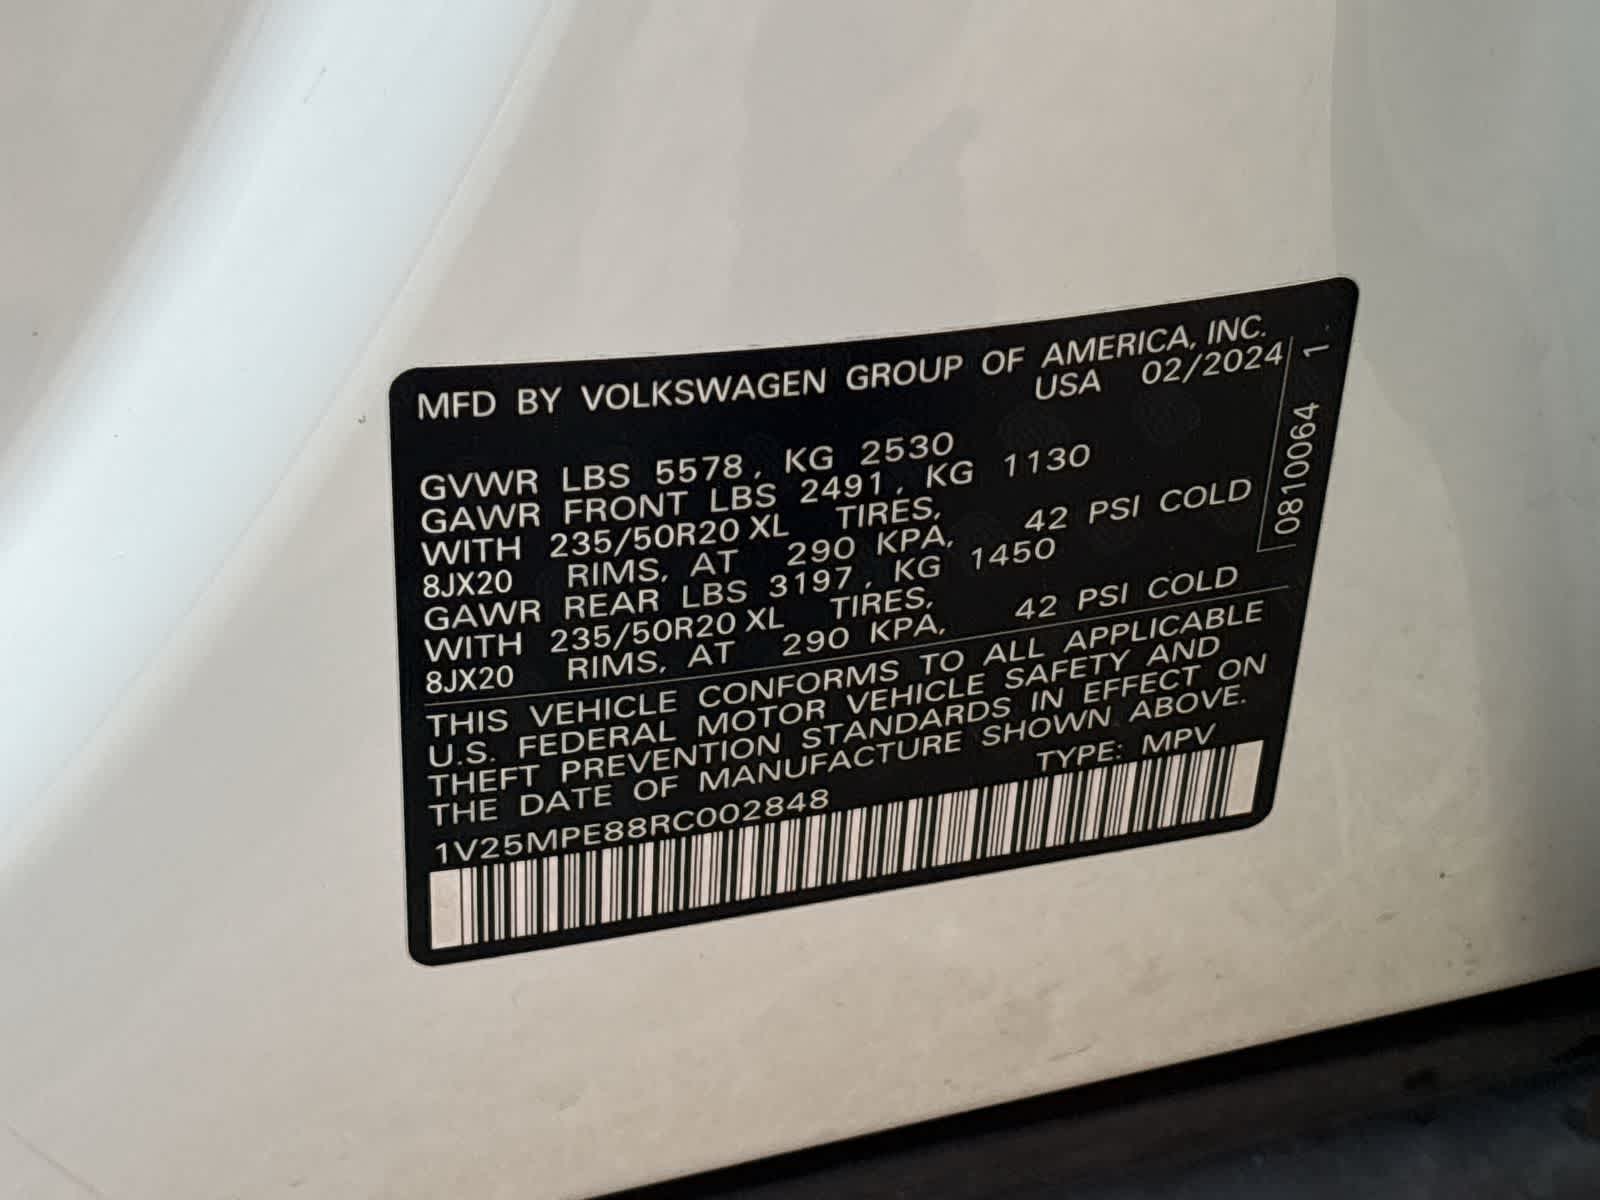 MFD BY VOLKSWAGEN GROUP OF AMERICA, INC.
USA 02/2024
GVWR LBS 5578, KG 2530
GAWR FRONT LBS 2491, KG 1130
WITH 235/50R20 XL TIRES,
8JX20 RIMS, AT 290 KPA, 42 PSI COLD
GAWR REAR LBS 3197, KG 1450
WITH 235/50R20 XL TIRES,
8JX20 RIMS, AT 290 KPA, 42 PSI COLD
THIS VEHICLE CONFORMS TO ALL APPLICABLE
U.S. FEDERAL MOTOR VEHICLE SAFETY AND
THEFT PREVENTION STANDARDS IN EFFECT ON
THE DATE OF MANUFACTURE SHOWN ABOVE.
1V25MPE88RC002848 TYPE: MPV
0810064 1